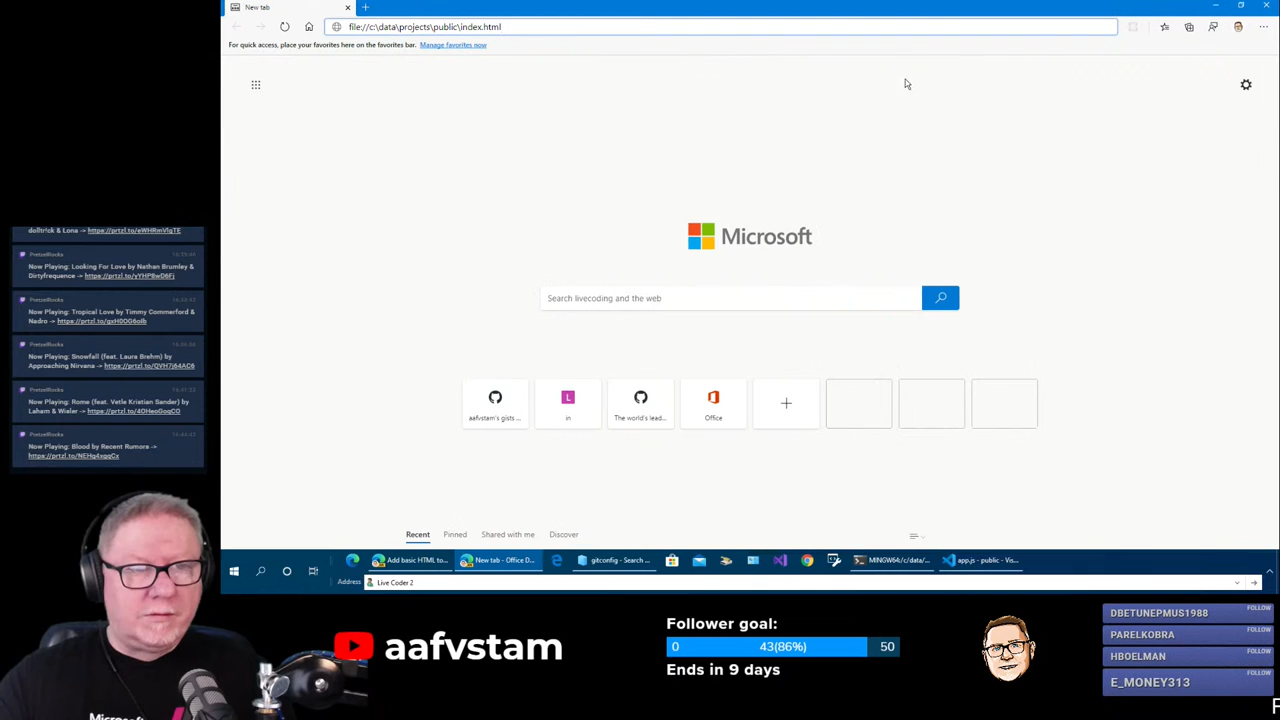 New tab
file://c:\data\projects\public\index.html
For quick access, place your favorites here on the favorites bar. Manage favorites now
Microsoft
Search livecoding and the web
aafvstam's gists ...
in
The world's lead...
Office
Recent
Pinned
Shared with me
Discover
Add basic HTML to...
New tab - Office D...
gitconfig - Search ...
MINGW64:/c/data/...
app.js - public - Vis...
Address
Live Coder 2
PretzelRocks
Now Playing: Looking For Love by Nathan Brumley &
PretzelRocks
Now Playing: Tropical Love by Timmy Commerford &
PretzelRocks
Now Playing: Snowfall (feat. Laura Brehm) by
PretzelRocks
Now Playing: Rome (feat. Vetle Kristian Sander) by
PretzelRocks
Now Playing: Blood by Recent Rumors ->
Microsoft
aafvstam
Follower goal:
0 43(86%) 50
Ends in 9 days
DBETUNEPMUS1988 FOLLOW
PARELKOBRA FOLLOW
HBOELMAN FOLLOW
E_MONEY313 FOLLOW